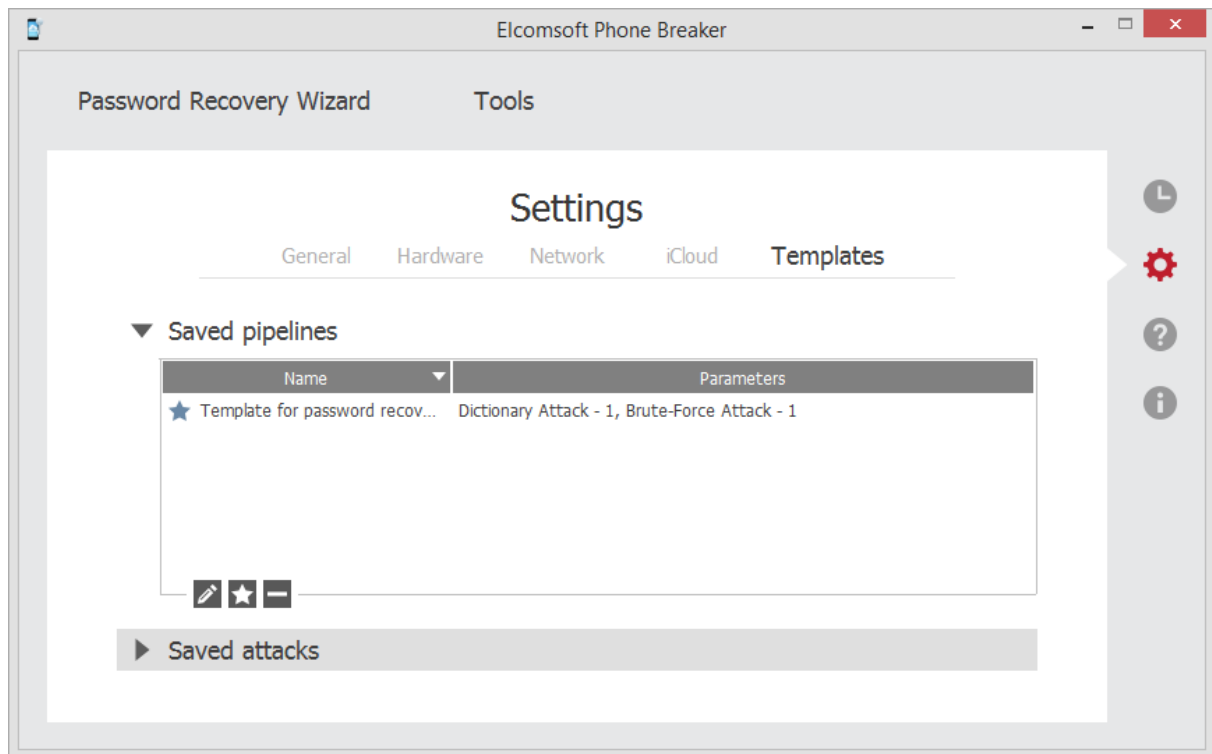 Elcomsoft Phone Breaker
Password Recovery Wizard Tools
Settings
General Hardware Network iCloud Templates
Saved pipelines
Name Parameters
Template for password recov... Dictionary Attack - 1, Brute-Force Attack - 1
Saved attacks